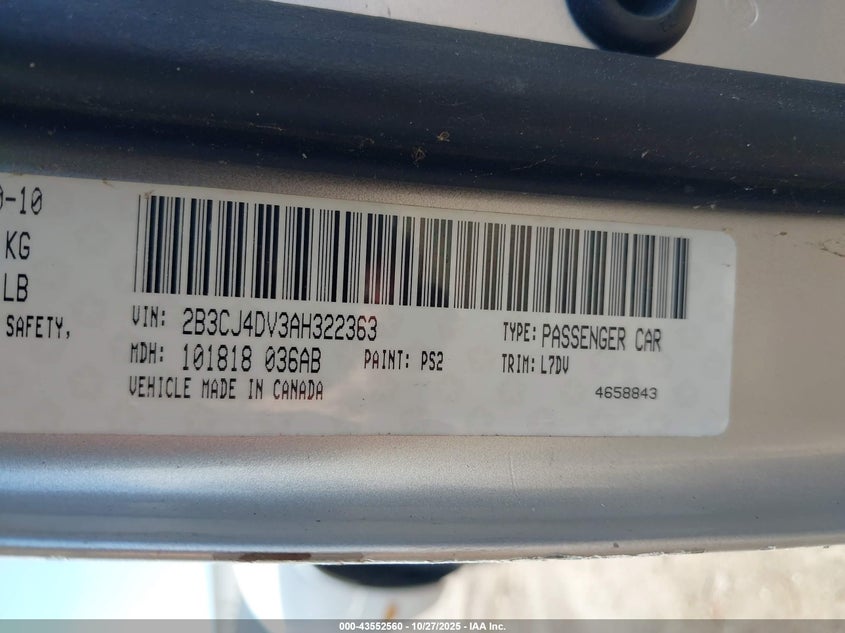 0-10
KG
LB
SAFETY,
VIN: 2B3CJ4DV3AH322363
TYPE: PASSENGER CAR
MDH: 101818 036AB PAINT: PS2 TRIM: L7DV
VEHICLE MADE IN CANADA
4658843
000-43552560 - 10/27/2025 - IAA Inc.